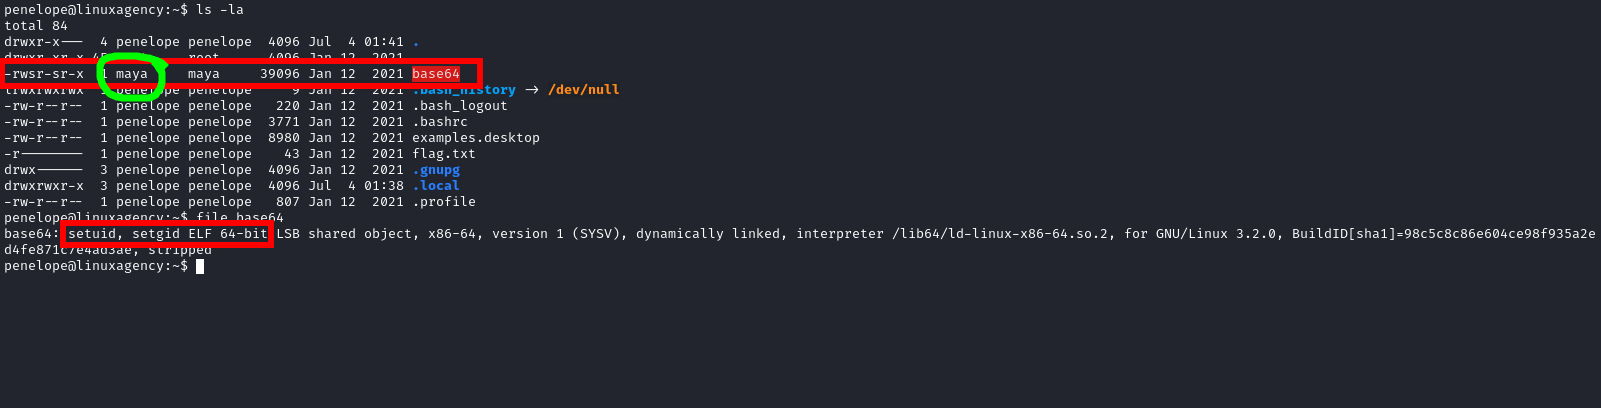 penelope@linuxagency:~$ ls -la
total 84
drwxr-x--- 4 penelope penelope 4096 Jul 4 01:41 .
drwxr-xr-x root 4096 Jan 12 2021
-rwsr-sr-x 1 maya maya 39096 Jan 12 2021 base64
lrwxrwxrwx 1 penelope penelope 9 Jan 12 2021 .bash_history -> /dev/null
-rw-r--r-- 1 penelope penelope 220 Jan 12 2021 .bash_logout
-rw-r--r-- 1 penelope penelope 3771 Jan 12 2021 .bashrc
-rw-r--r-- 1 penelope penelope 8980 Jan 12 2021 examples.desktop
-r-------- 1 penelope penelope 43 Jan 12 2021 flag.txt
drwx------ 3 penelope penelope 4096 Jan 12 2021 .gnupg
drwxrwxr-x 3 penelope penelope 4096 Jul 4 01:38 .local
-rw-r--r-- 1 penelope penelope 807 Jan 12 2021 .profile
penelope@linuxagency:~$ file base64
base64: setuid, setgid ELF 64-bit LSB shared object, x86-64, version 1 (SYSV), dynamically linked, interpreter /lib64/ld-linux-x86-64.so.2, for GNU/Linux 3.2.0, BuildID[sha1]=98c5c8c86e604ce98f935a2e
d4fe871c7e4ad3ae, stripped
penelope@linuxagency:~$